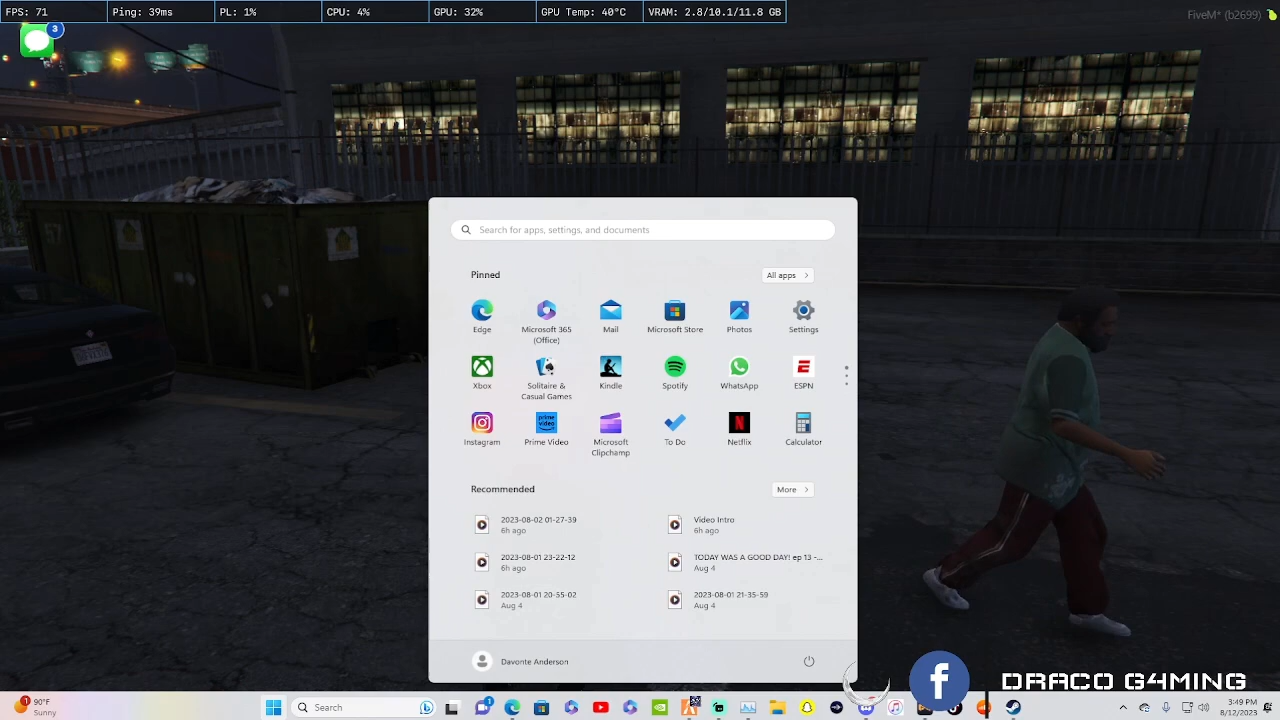 FPS: 71
Ping: 39ms
PL: 1%
CPU: 4%
GPU: 32%
GPU Temp: 40°C
VRAM: 2.8/10.1/11.8 GB
FiveM* (b2699)
3
Search for apps, settings, and documents
Pinned
All apps
Edge
Microsoft 365
(Office)
Mail
Microsoft Store
Photos
Settings
Xbox
Solitaire &
Casual Games
Kindle
Spotify
WhatsApp
ESPN
Instagram
prime
video
Prime Video
Microsoft
Clipchamp
To Do
Netflix
Calculator
Recommended
More
2023-08-02 01-27-39
6h ago
Video Intro
6h ago
2023-08-01 23-22-12
6h ago
TODAY WAS A GOOD DAY! ep 13 -...
Aug 4
2023-08-01 20-55-02
Aug 4
2023-08-01 21-35-59
Aug 4
Davonte Anderson
DRACO G4MING
1
90°F
Sunny
Search
3:49 PM
8/12/2023